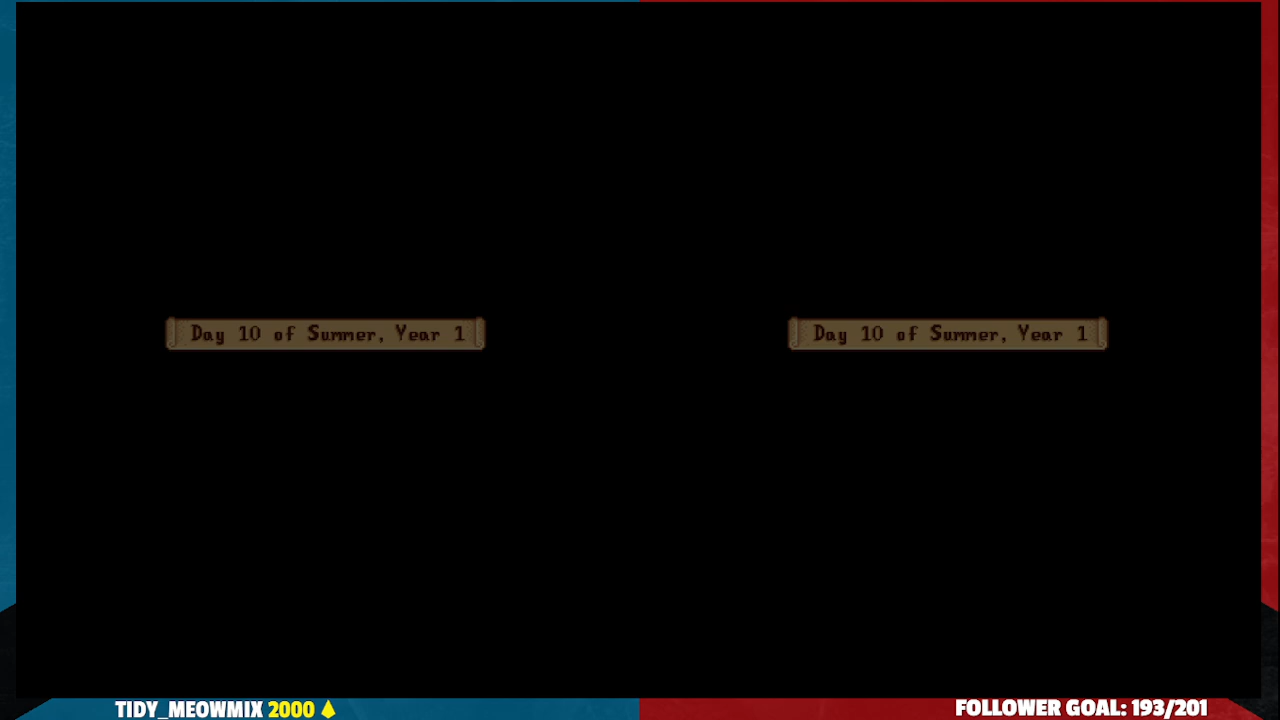 Day 10 of Summer, Year 1
Day 10 of Summer, Year 1
TIDY_MEOWMIX 2000
FOLLOWER GOAL: 193/201